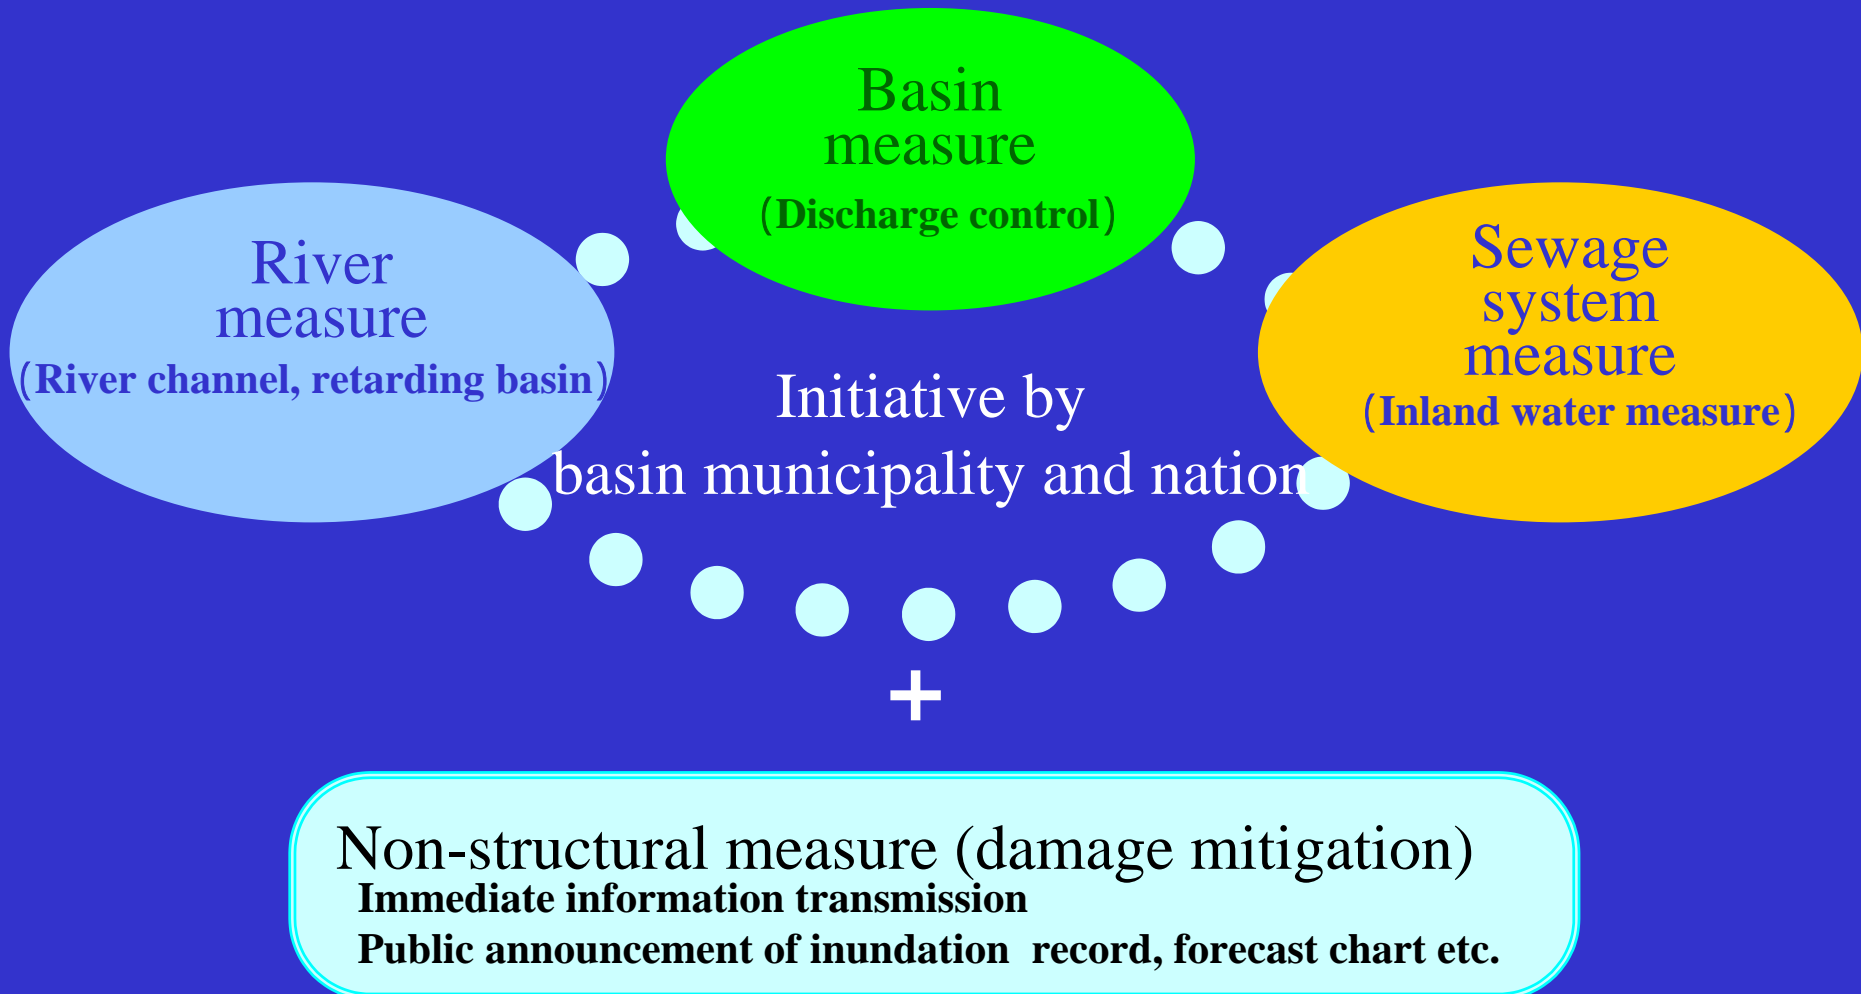 Basin
measure
(Discharge control)
River
measure
(River channel, retarding basin)
Sewage
system
measure
(Inland water measure)
Initiative by
basin municipality and nation
+
Non-structural measure (damage mitigation)
Immediate information transmission
Public announcement of inundation record, forecast chart etc.